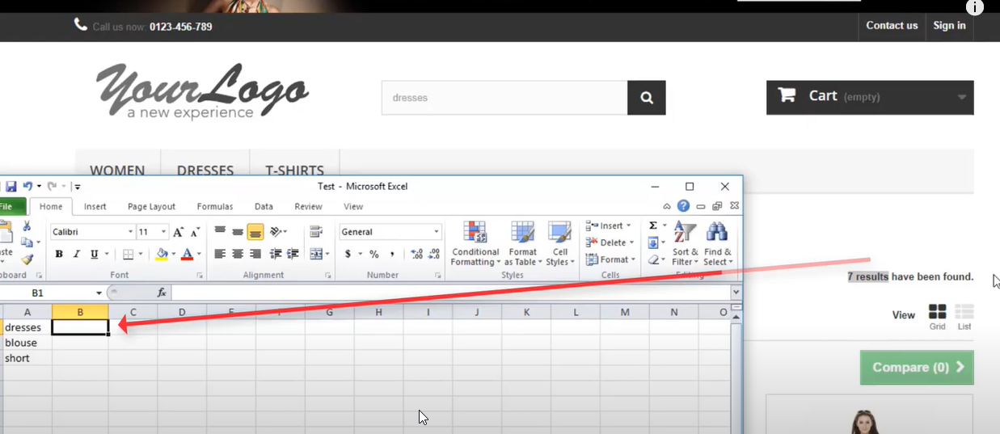 i
Call us now: 0123-456-789
Contact us
Sign in
YourLogo
a new experience
dresses
Cart (empty)
WOMEN
DRESSES
T-SHIRTS
Test - Microsoft Excel
File
Home
Insert
Page Layout
Formulas
Data
Review
View
Calibri
11
A A
General
B I U
A
$ % ,
Conditional
Formatting
Format
as Table
Cell
Styles
Insert
Delete
Format
Σ
Sort &
Filter
Find &
Select
Font
Alignment
Number
Styles
Cells
Editing
B1
fx
A B C D E F G H I J K L M N O
dresses
blouse
short
7 results have been found.
View
Grid
List
Compare (0)